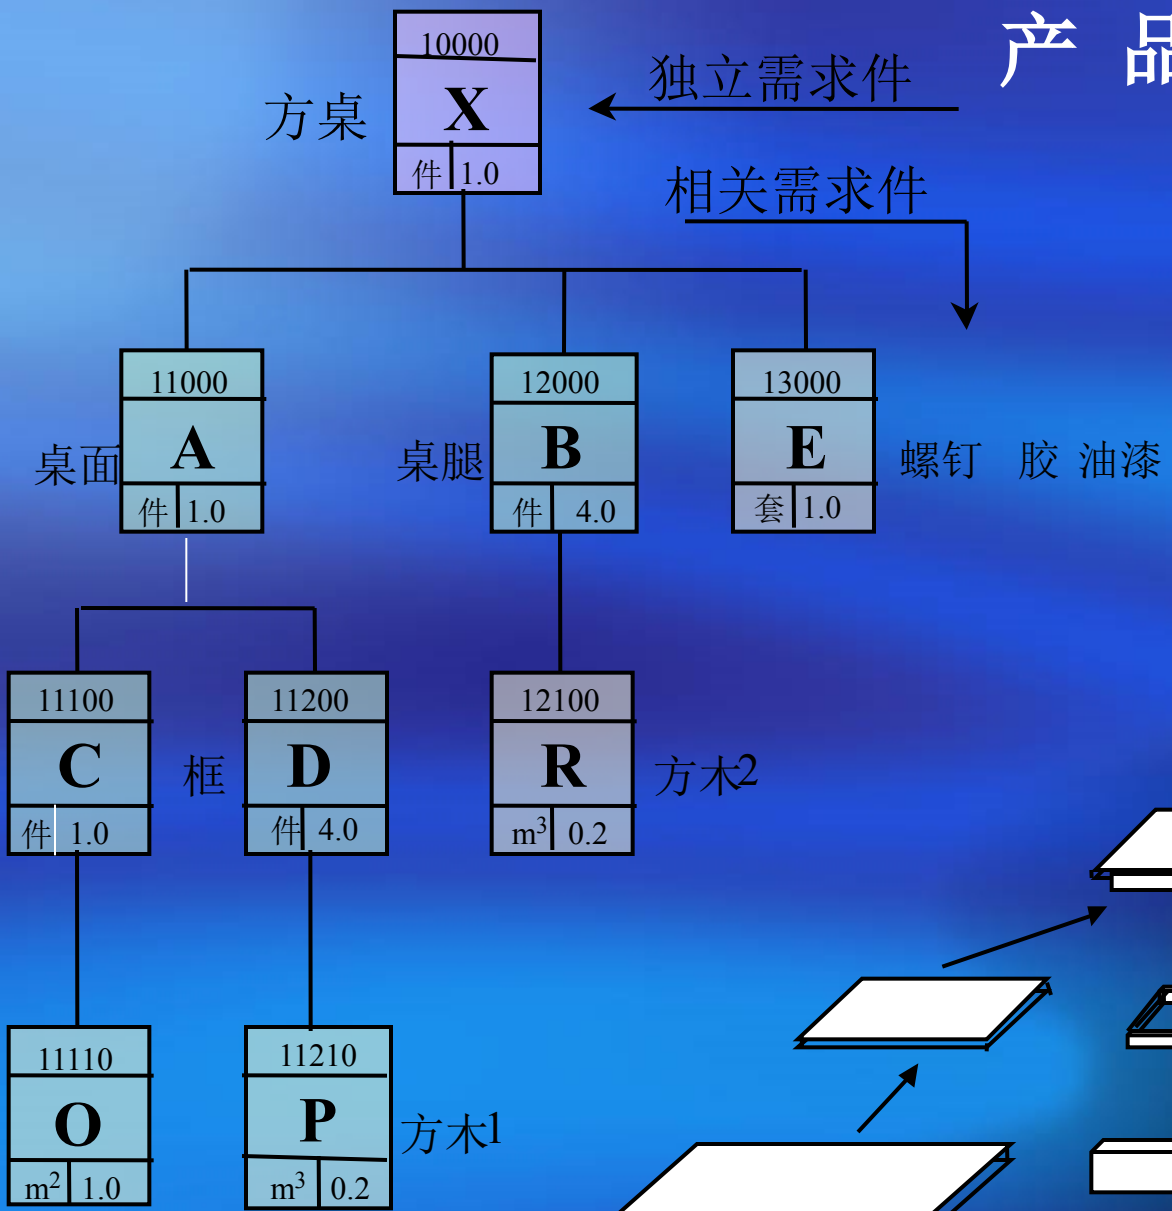 产 品
10000
X
件 1.0
方桌
独立需求件
相关需求件
11000
A
件 1.0
桌面
12000
B
件 4.0
桌腿
13000
E
套 1.0
螺钉 胶 油漆
11100
C
件 1.0
11200
D
件 4.0
框
12100
R
m³ 0.2
方木2
11110
O
m² 1.0
11210
P
m³ 0.2
方木1